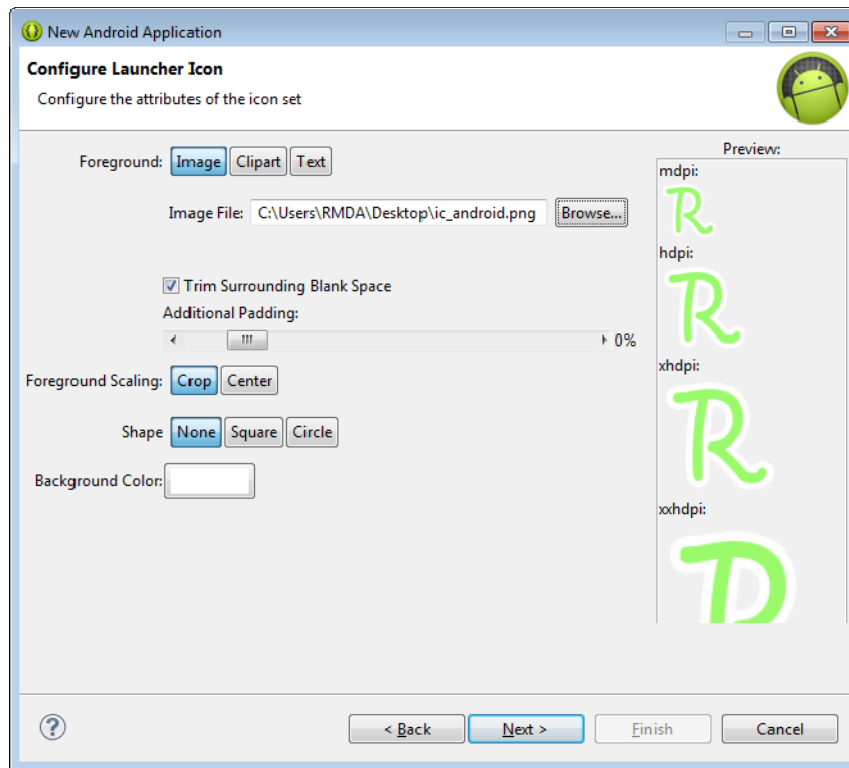 New Android Application
Configure Launcher Icon
Configure the attributes of the icon set
Foreground: Image Clipart Text
Image File: C:\Users\RMDA\Desktop\ic_android.png Browse...
Trim Surrounding Blank Space
Additional Padding:
0%
Foreground Scaling: Crop Center
Shape None Square Circle
Background Color:
Preview:
mdpi:
R
hdpi:
R
xhdpi:
R
xxhdpi:
R
? < Back Next > Finish Cancel